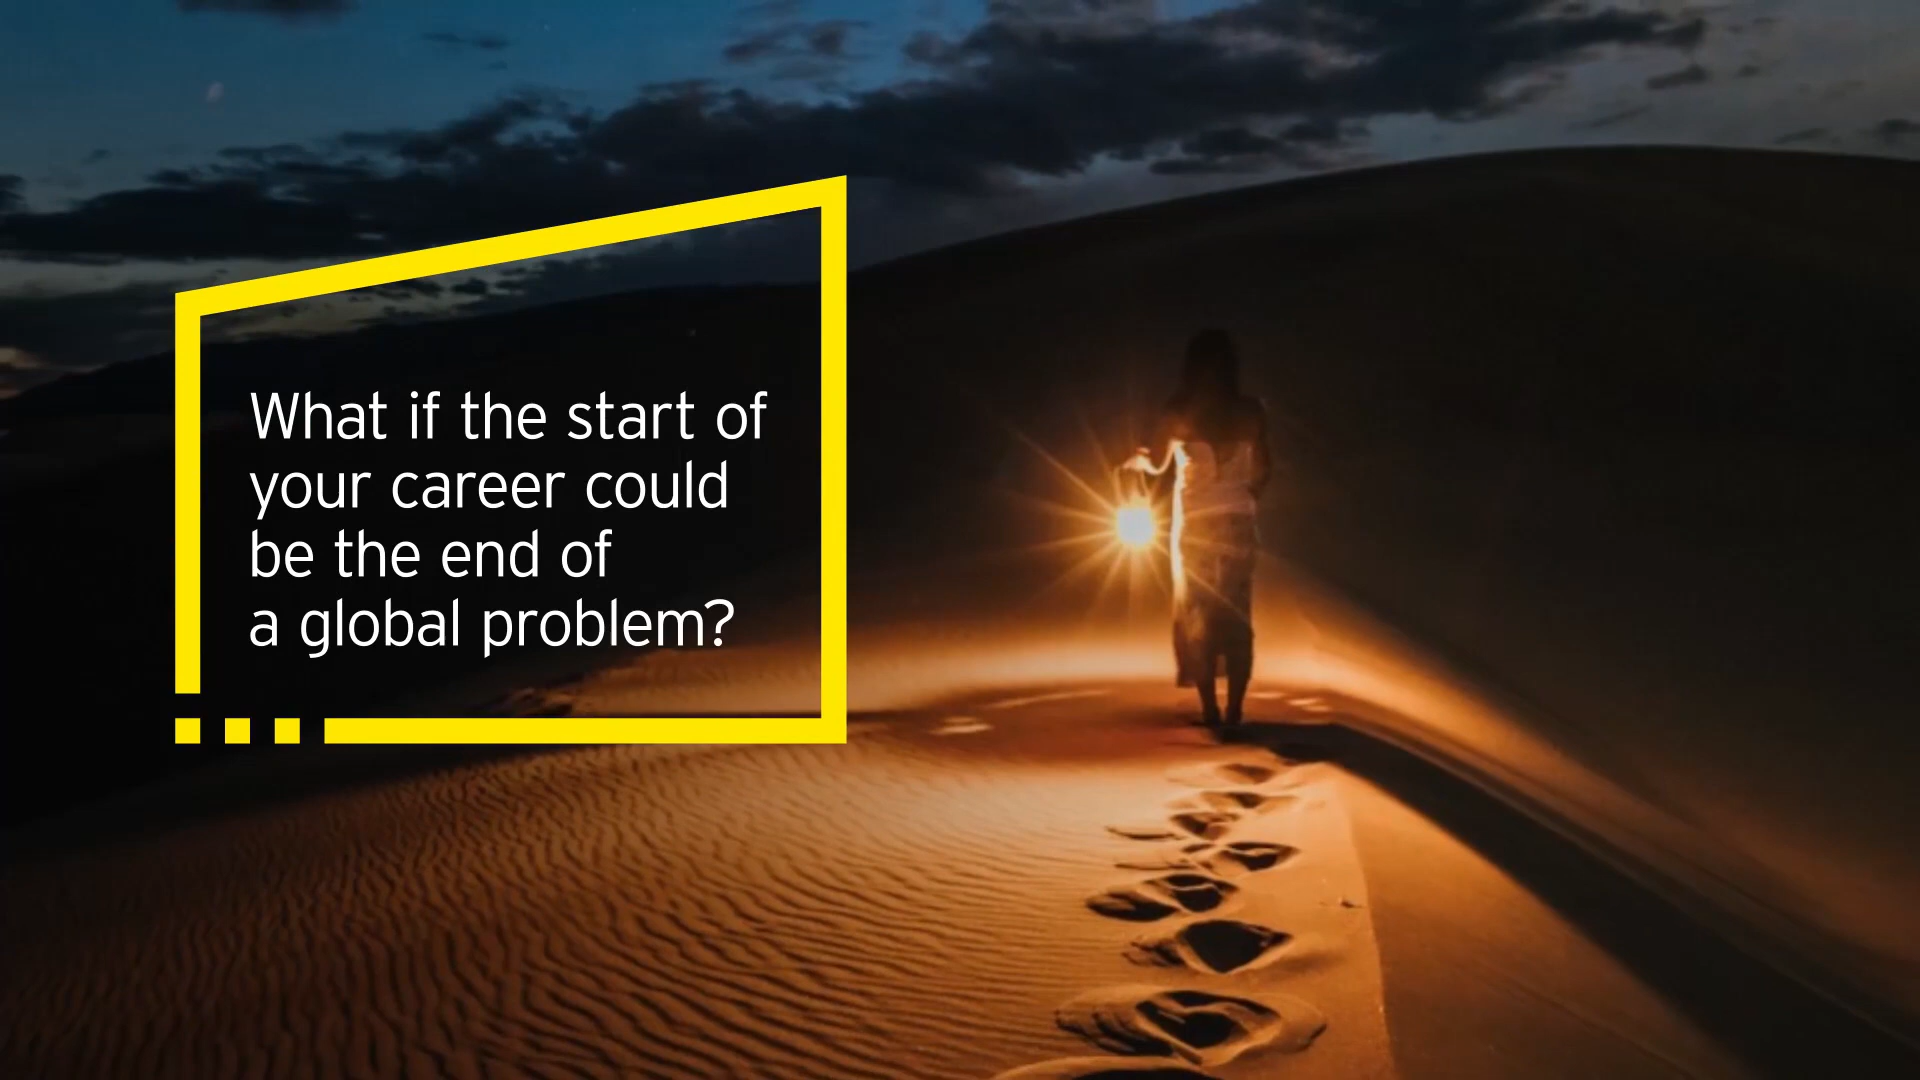 What if the start of
your career could
be the end of
a global problem?